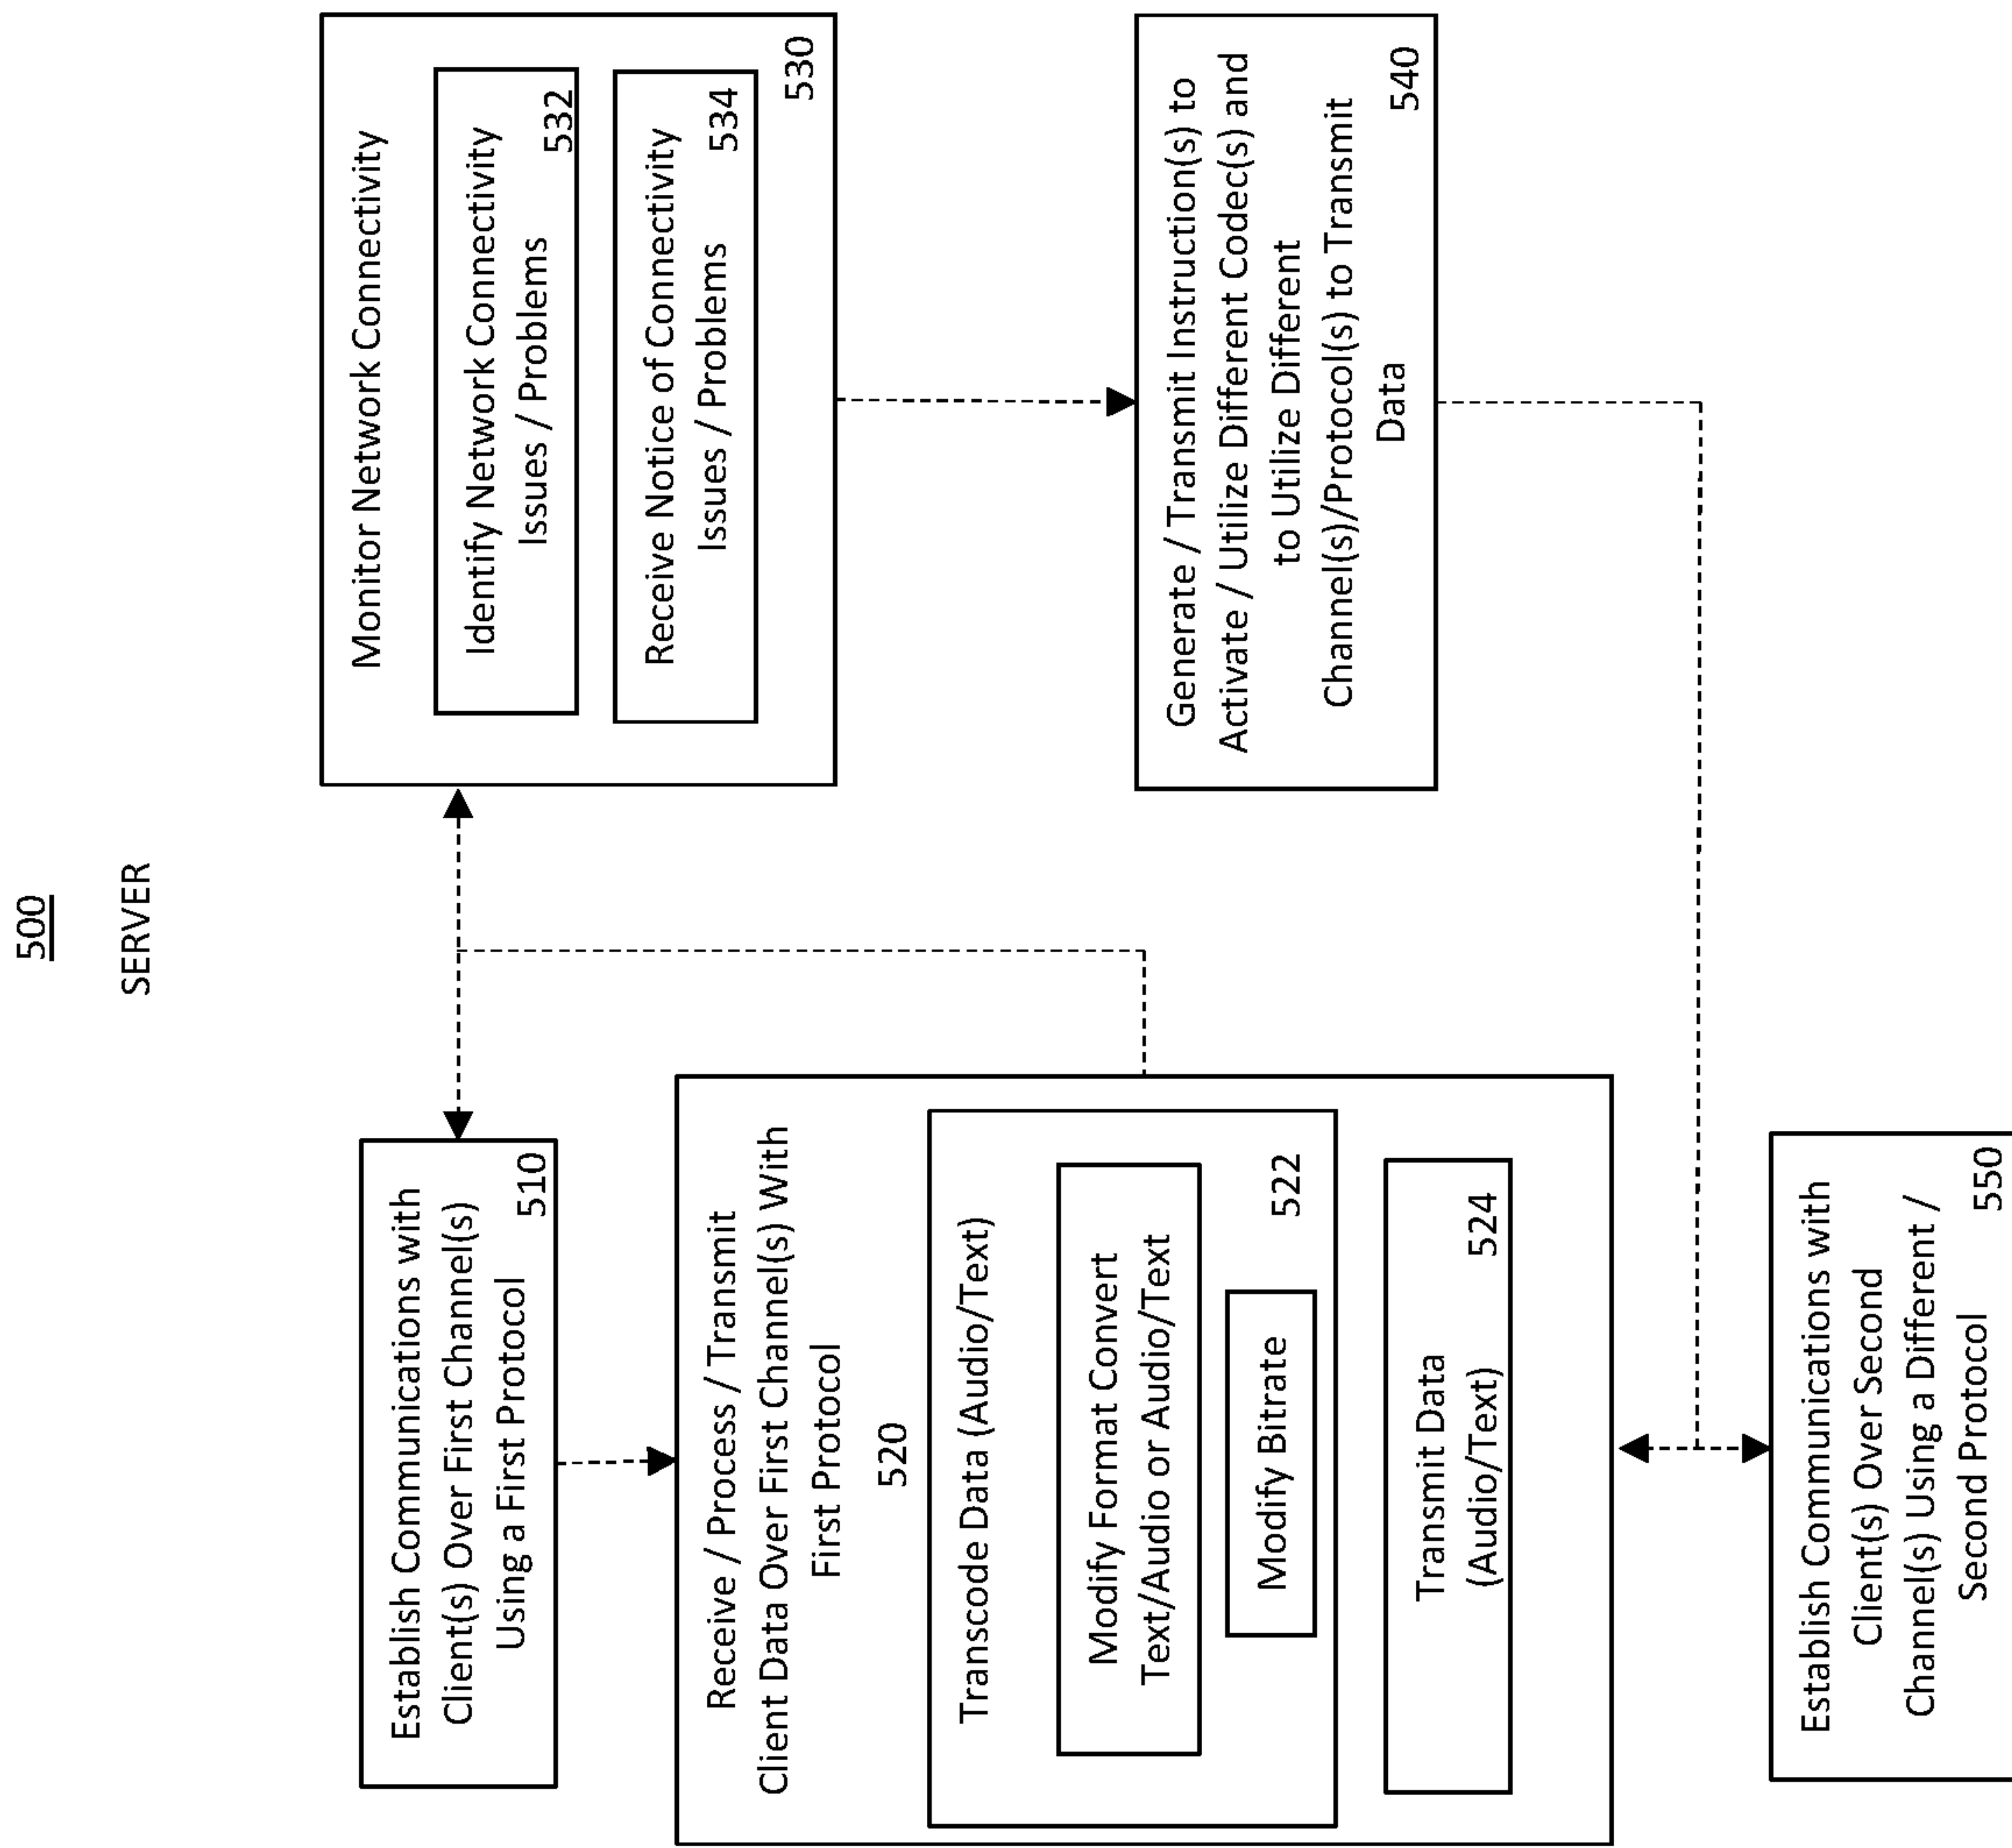 500
SERVER
Establish Communications with
Client(s) Over First Channel(s)
Using a First Protocol
510
Receive / Process / Transmit
Client Data Over First Channel(s) With
First Protocol
520
Transcode Data (Audio/Text)
Modify Format Convert
Text/Audio or Audio/Text
Modify Bitrate
522
Transmit Data
(Audio/Text)
524
Monitor Network Connectivity
Identify Network Connectivity
Issues / Problems
532
Receive Notice of Connectivity
Issues / Problems
534
530
Generate / Transmit Instruction(s) to
Activate / Utilize Different Codec(s) and
to Utilize Different
Channel(s)/Protocol(s) to Transmit
Data
540
Establish Communications with
Client(s) Over Second
Channel(s) Using a Different /
Second Protocol
550